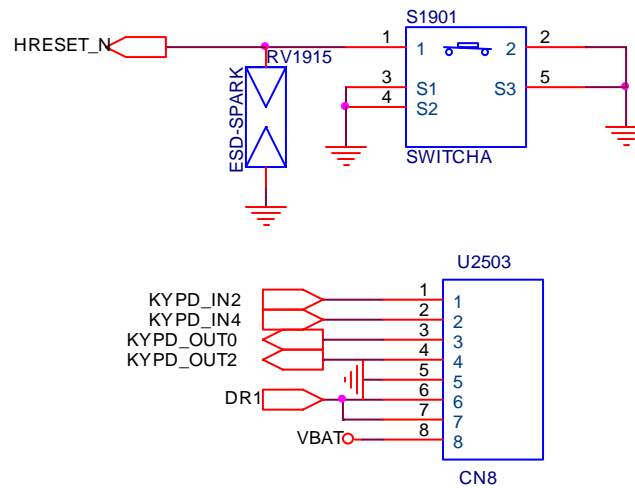 S1901
HRESET_N
1
1
2
2
RV1915
ESD-SPARK
3
S1
S3
5
4
S2
SWITCHA
U2503
KYPD_IN2
1
1
KYPD_IN4
2
2
KYPD_OUT0
3
3
KYPD_OUT2
4
4
5
5
DR1
6
6
7
7
VBAT
8
8
CN8